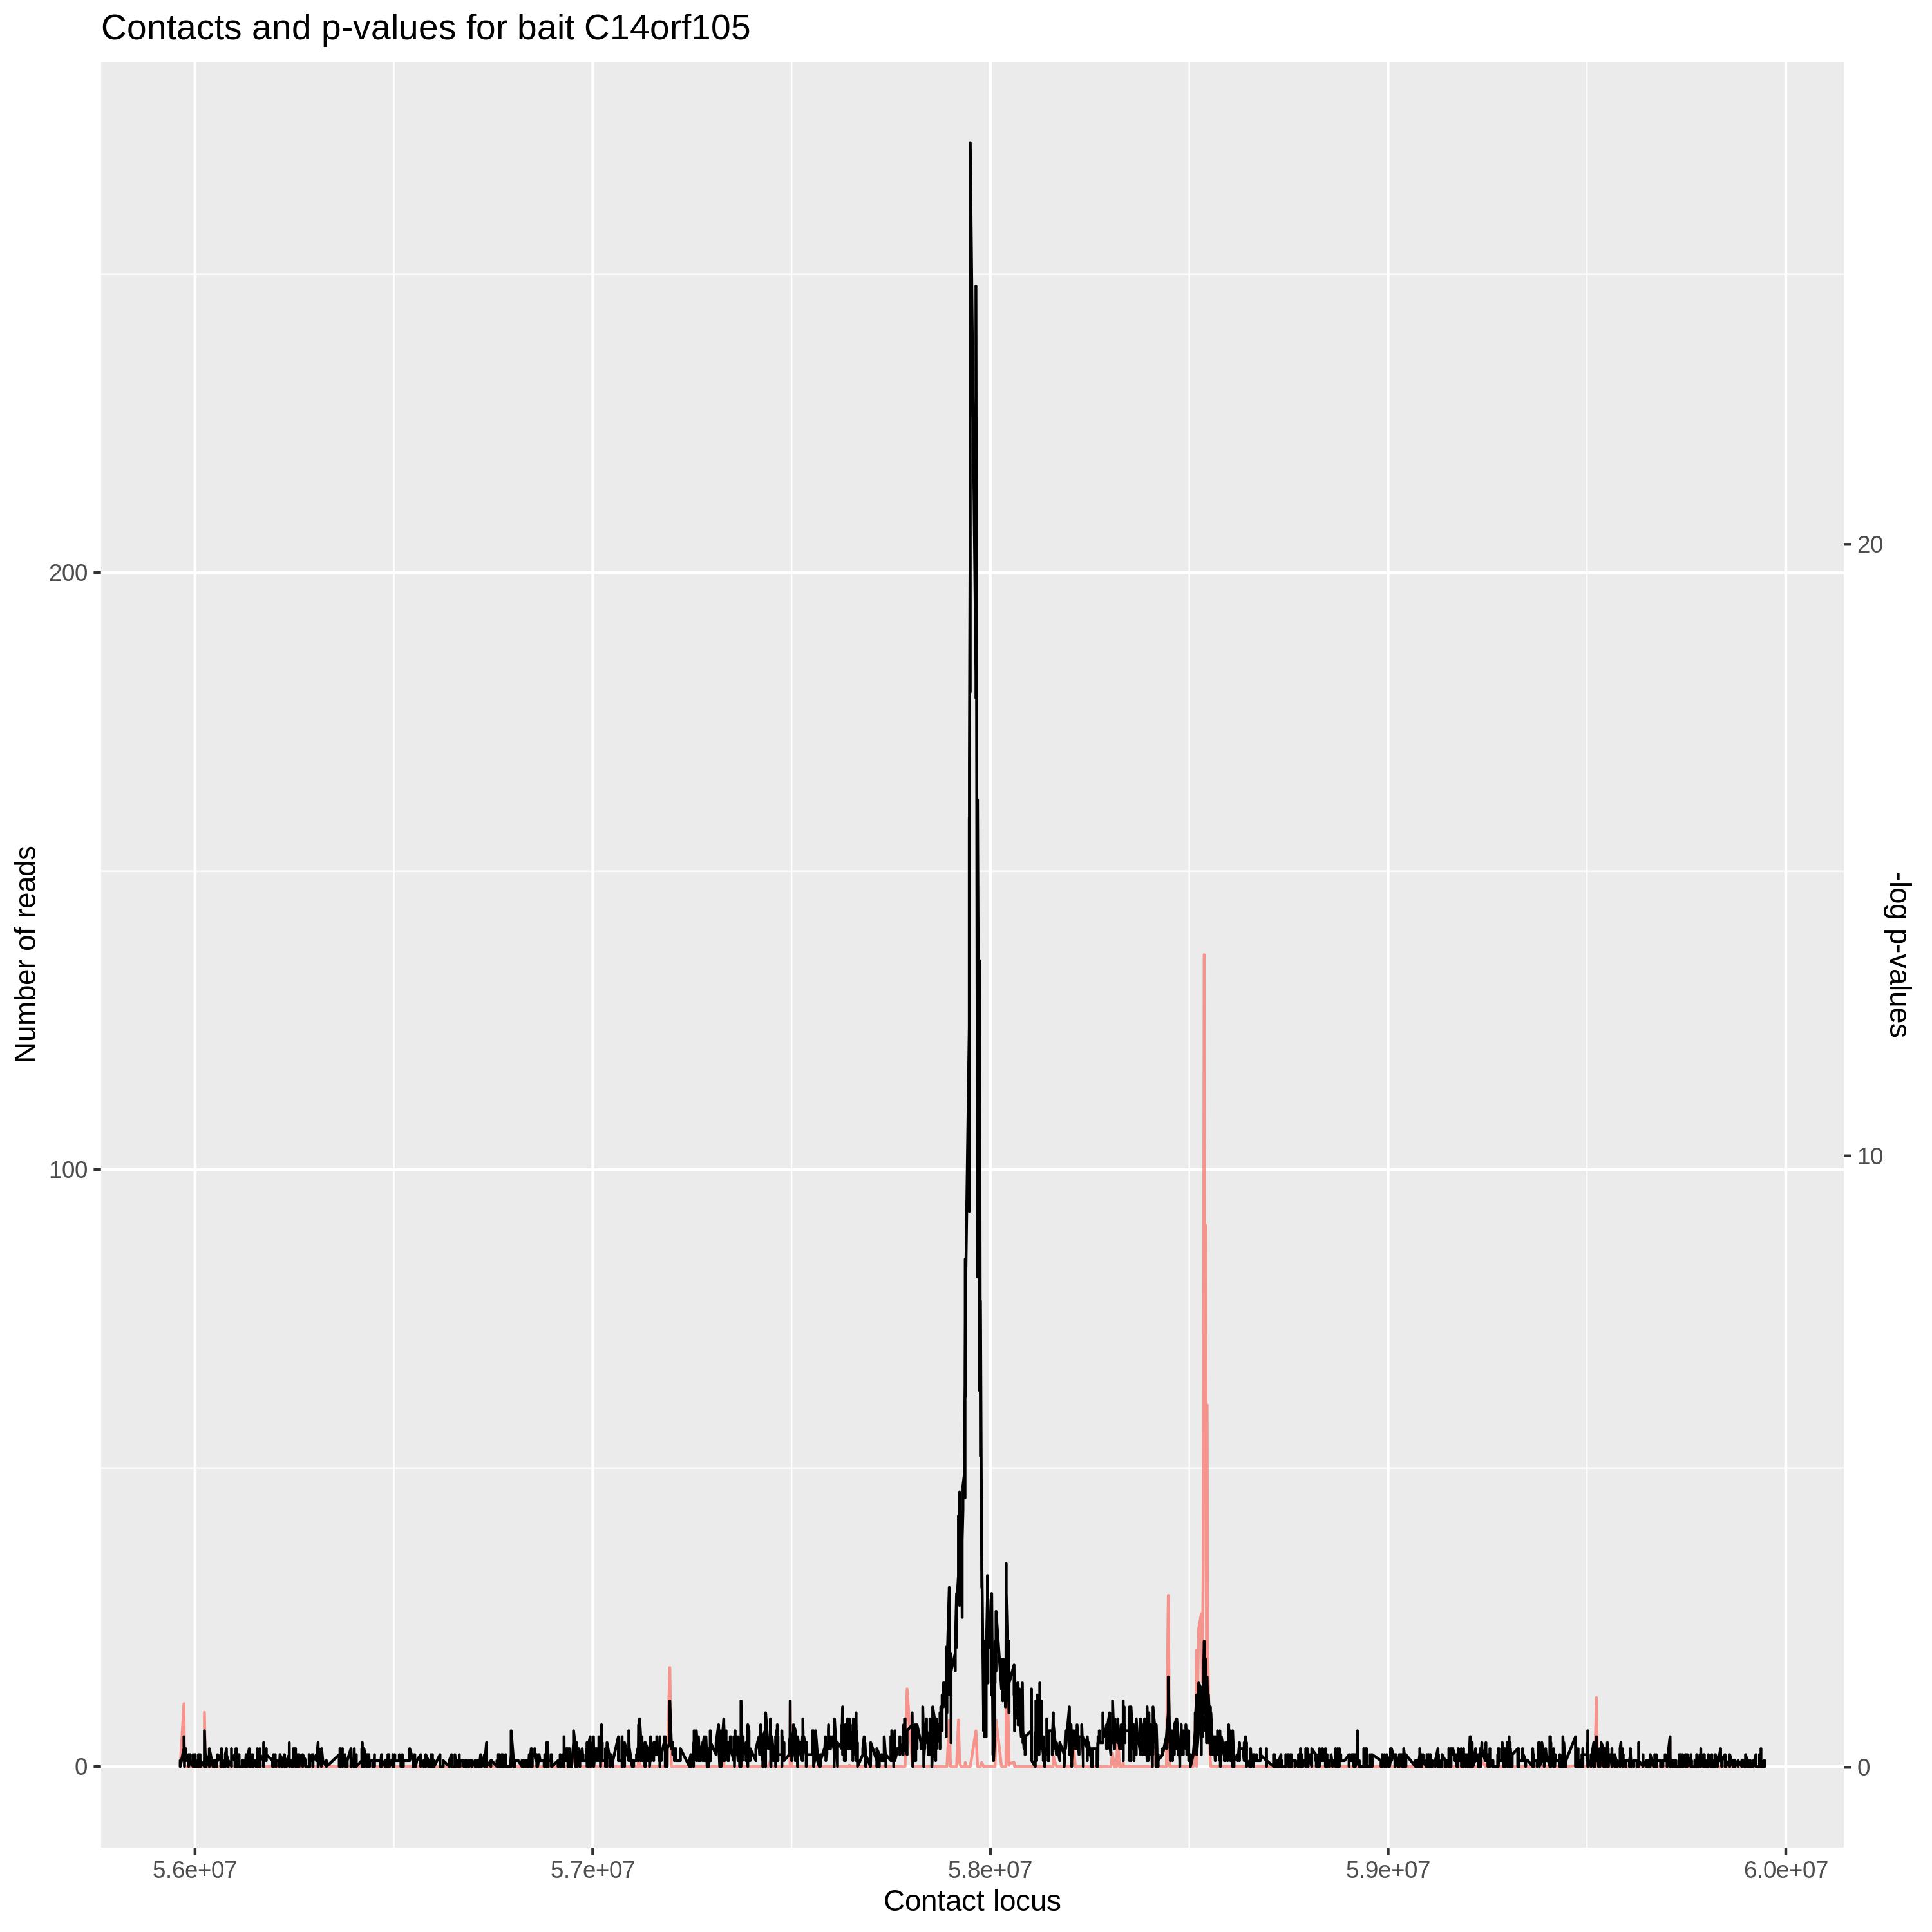 Contacts and p-values for bait C14orf105
Number of reads
200
100
0
20
10
0
-log p-values
5.6e+07 5.7e+07 5.8e+07 5.9e+07 6.0e+07
Contact locus